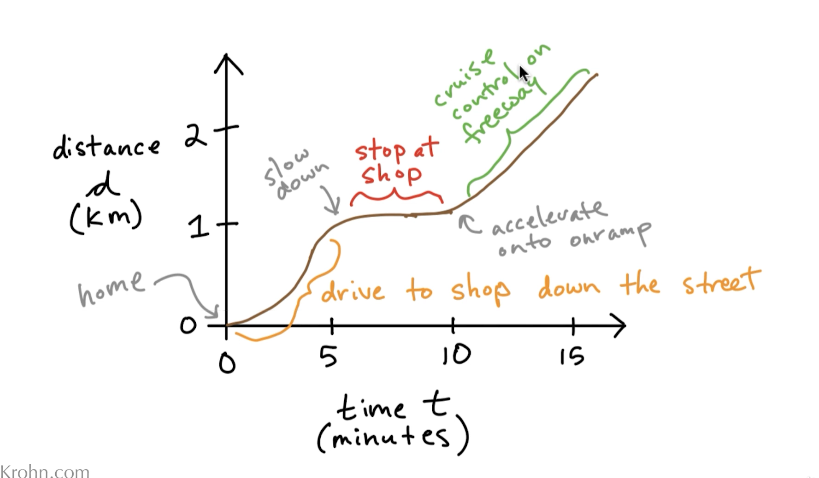 cruise
control on
freeway
2
distance
d
(km)
slow
down
stop at
shop
1
accelerate
onto onramp
home
drive to shop down the street
0
0
5
10
15
time t
(minutes)
Krohn.com